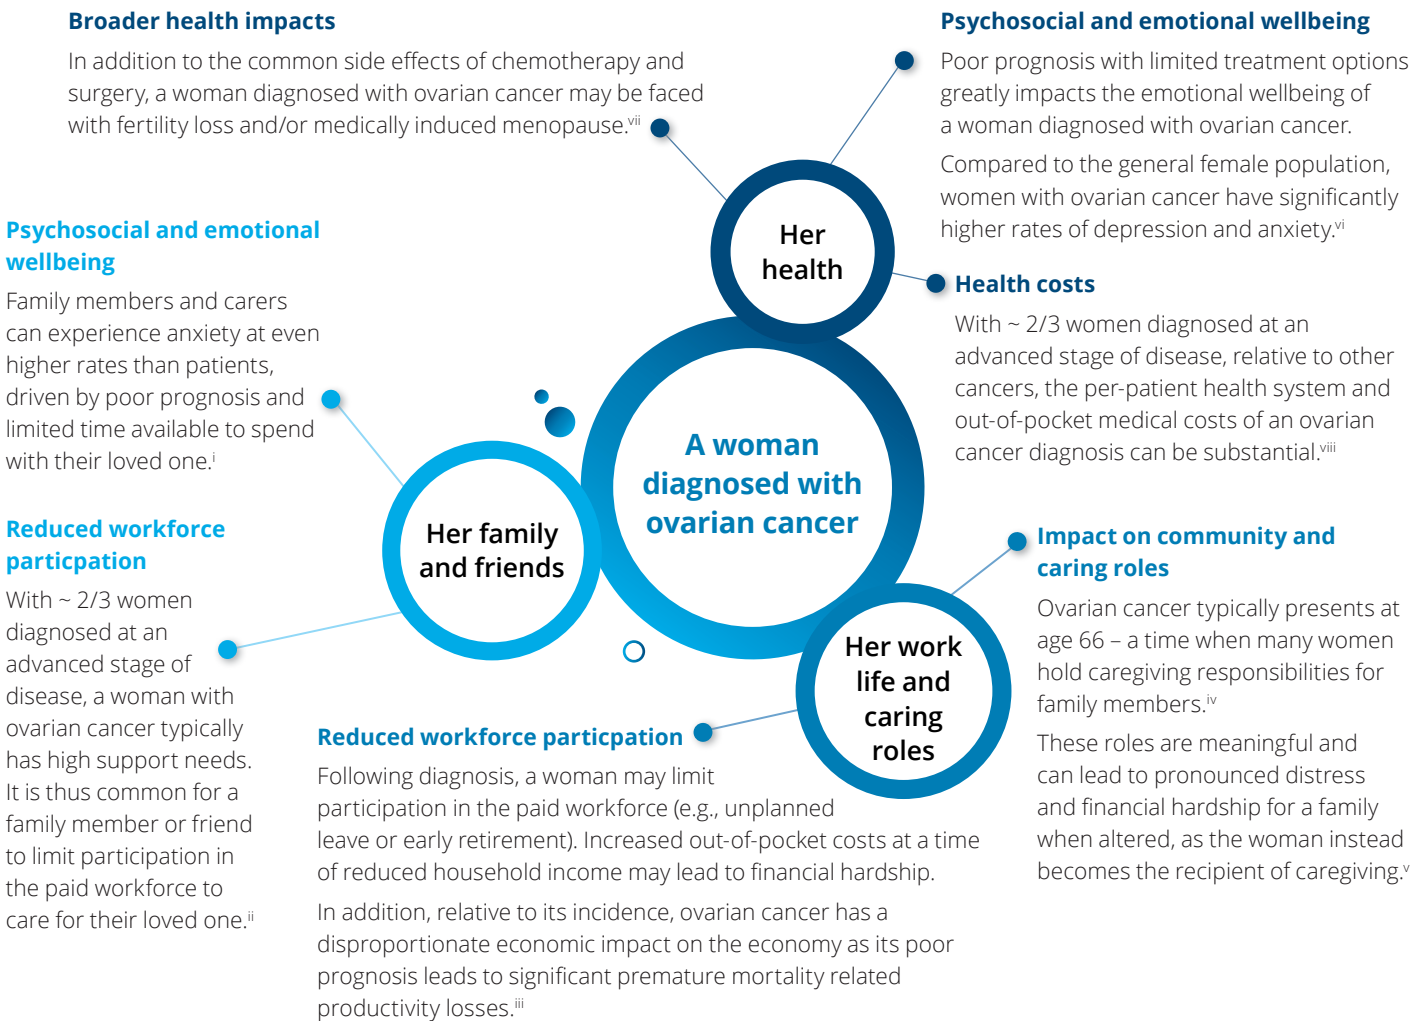 Broader health impacts
In addition to the common side effects of chemotherapy and
surgery, a woman diagnosed with ovarian cancer may be faced
with fertility loss and/or medically induced menopause.vii
Psychosocial and emotional wellbeing
Poor prognosis with limited treatment options
greatly impacts the emotional wellbeing of
a woman diagnosed with ovarian cancer.
Compared to the general female population,
women with ovarian cancer have significantly
higher rates of depression and anxiety.vi
Her
health
Health costs
With ~ 2/3 women diagnosed at an
advanced stage of disease, relative to other
cancers, the per-patient health system and
out-of-pocket medical costs of an ovarian
cancer diagnosis can be substantial.viii
Psychosocial and emotional
wellbeing
Family members and carers
can experience anxiety at even
higher rates than patients,
driven by poor prognosis and
limited time available to spend
with their loved one.i
A woman
diagnosed with
ovarian cancer
Her family
and friends
Reduced workforce
particpation
With ~ 2/3 women
diagnosed at an
advanced stage of
disease, a woman with
ovarian cancer typically
has high support needs.
It is thus common for a
family member or friend
to limit participation in
the paid workforce to
care for their loved one.ii
Her work
life and
caring
roles
Impact on community and
caring roles
Ovarian cancer typically presents at
age 66 – a time when many women
hold caregiving responsibilities for
family members.iv
These roles are meaningful and
can lead to pronounced distress
and financial hardship for a family
when altered, as the woman instead
becomes the recipient of caregiving.v
Reduced workforce particpation
Following diagnosis, a woman may limit
participation in the paid workforce (e.g., unplanned
leave or early retirement). Increased out-of-pocket costs at a time
of reduced household income may lead to financial hardship.
In addition, relative to its incidence, ovarian cancer has a
disproportionate economic impact on the economy as its poor
prognosis leads to significant premature mortality related
productivity losses.iii